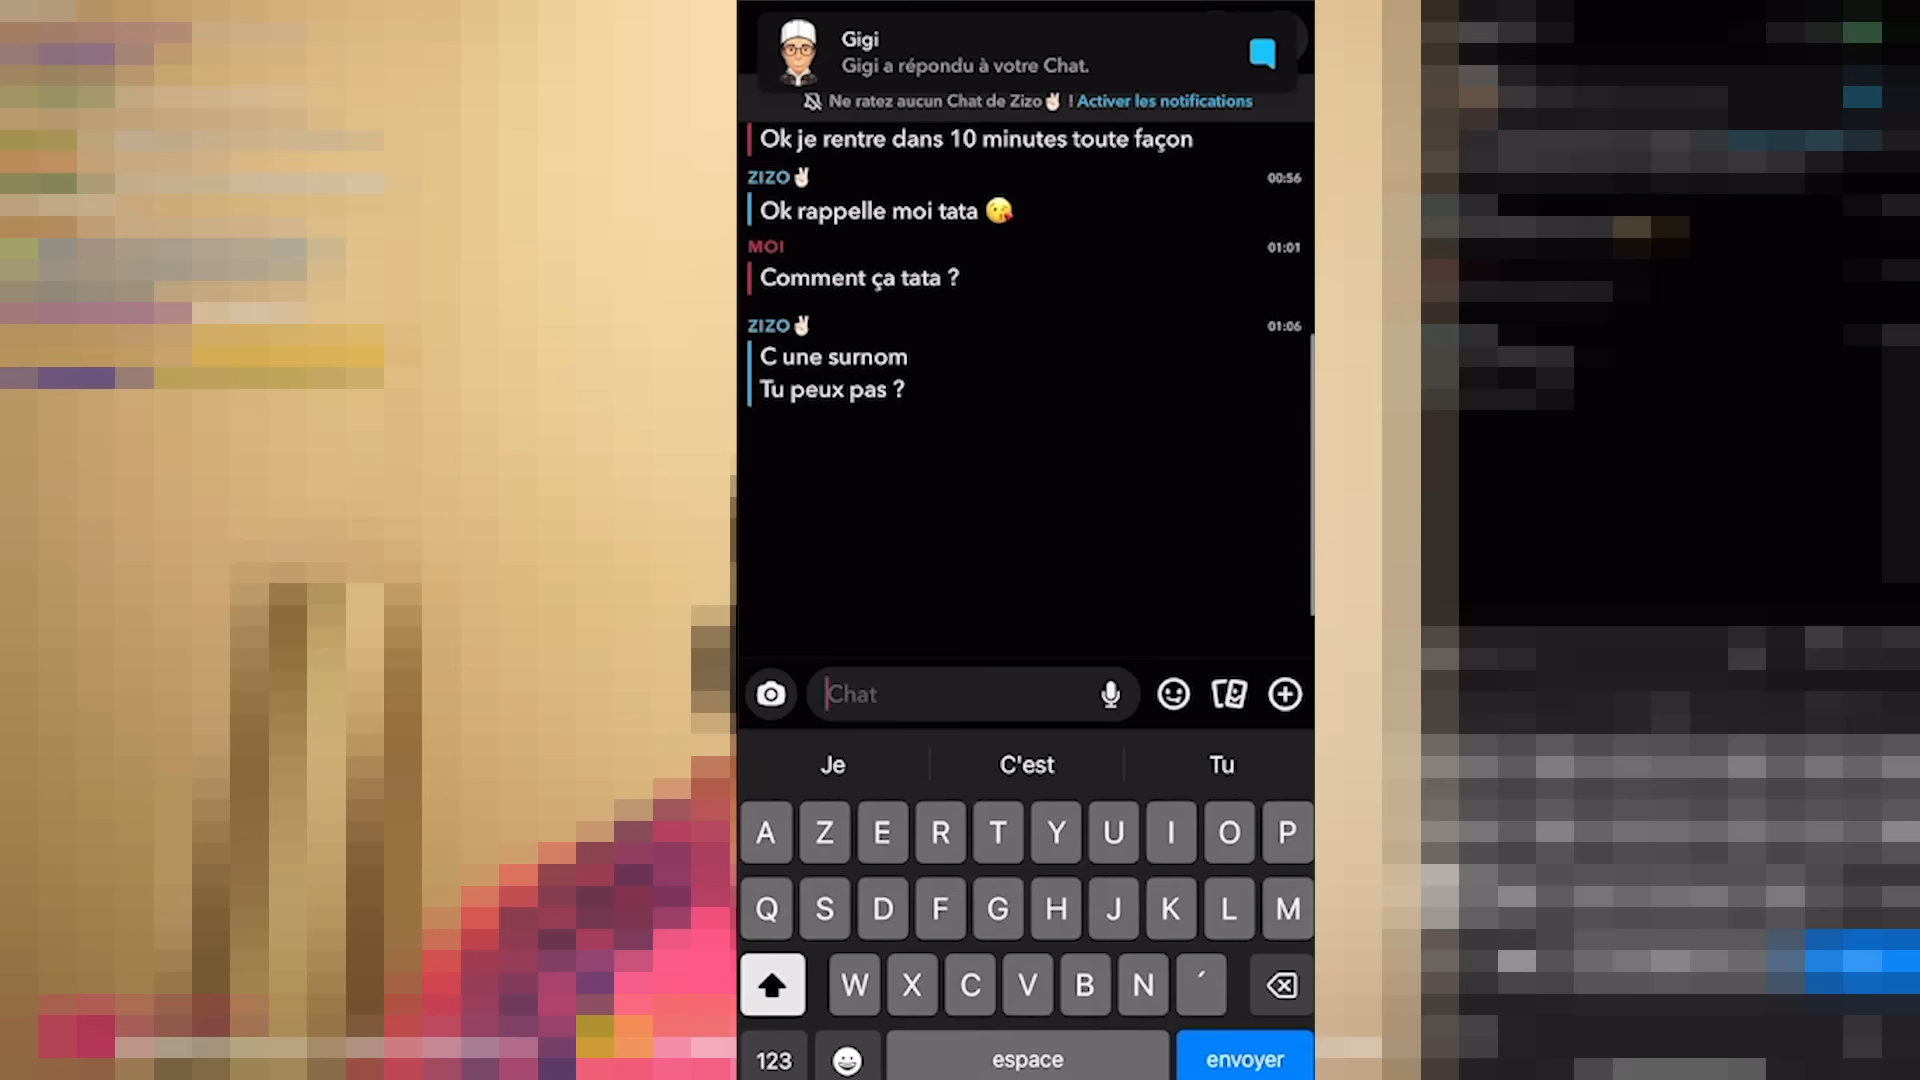 Gigi
Gigi a répondu à votre Chat.
Ne ratez aucun Chat de Zizo✌🏻 ! Activer les notifications
Ok je rentre dans 10 minutes toute façon
ZIZO✌🏻 00:56
Ok rappelle moi tata 😘
MOI 01:01
Comment ça tata ?
ZIZO✌🏻 01:06
C une surnom
Tu peux pas ?
Chat
Je C'est Tu
A Z E R T Y U I O P
Q S D F G H J K L M
W X C V B N ´
123 espace envoyer